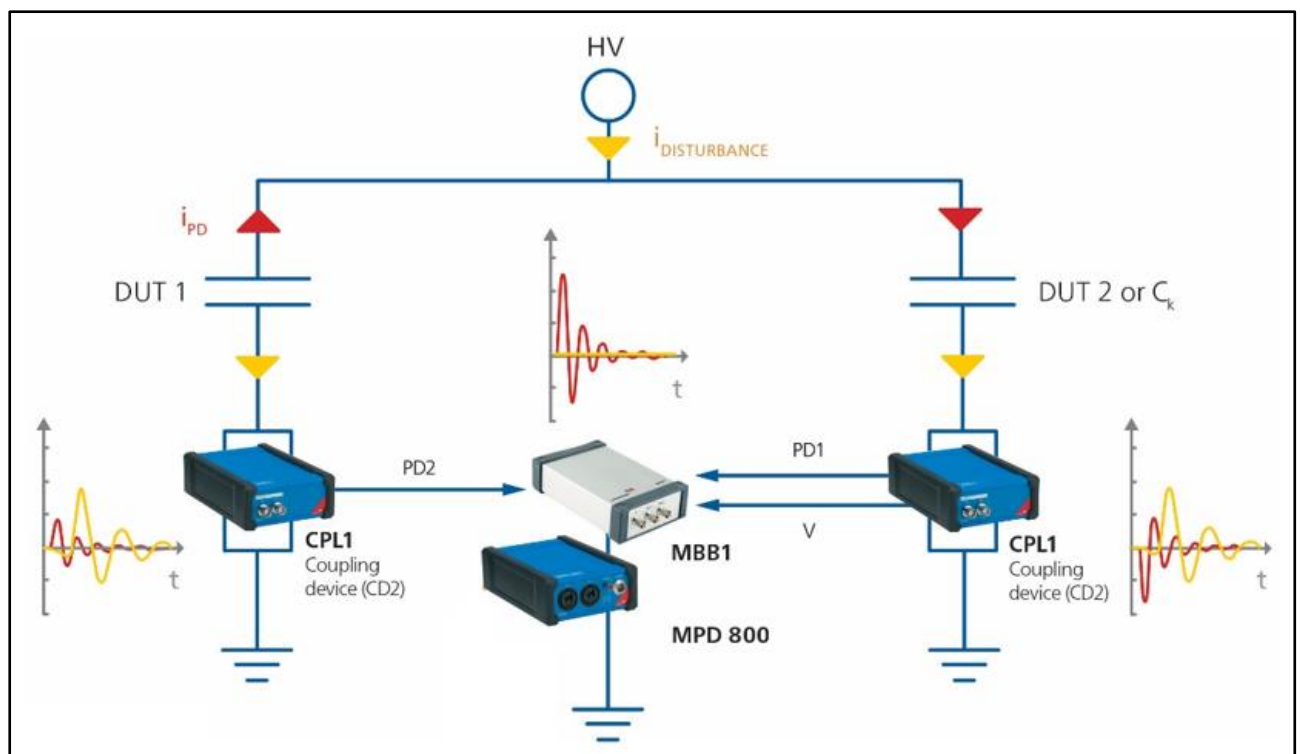 HV
iDISTURBANCE
iPD
DUT 1
DUT 2 or Ck
t
PD2
PD1
V
t
t
CPL1
Coupling
device (CD2)
MBB1
CPL1
Coupling
device (CD2)
MPD 800